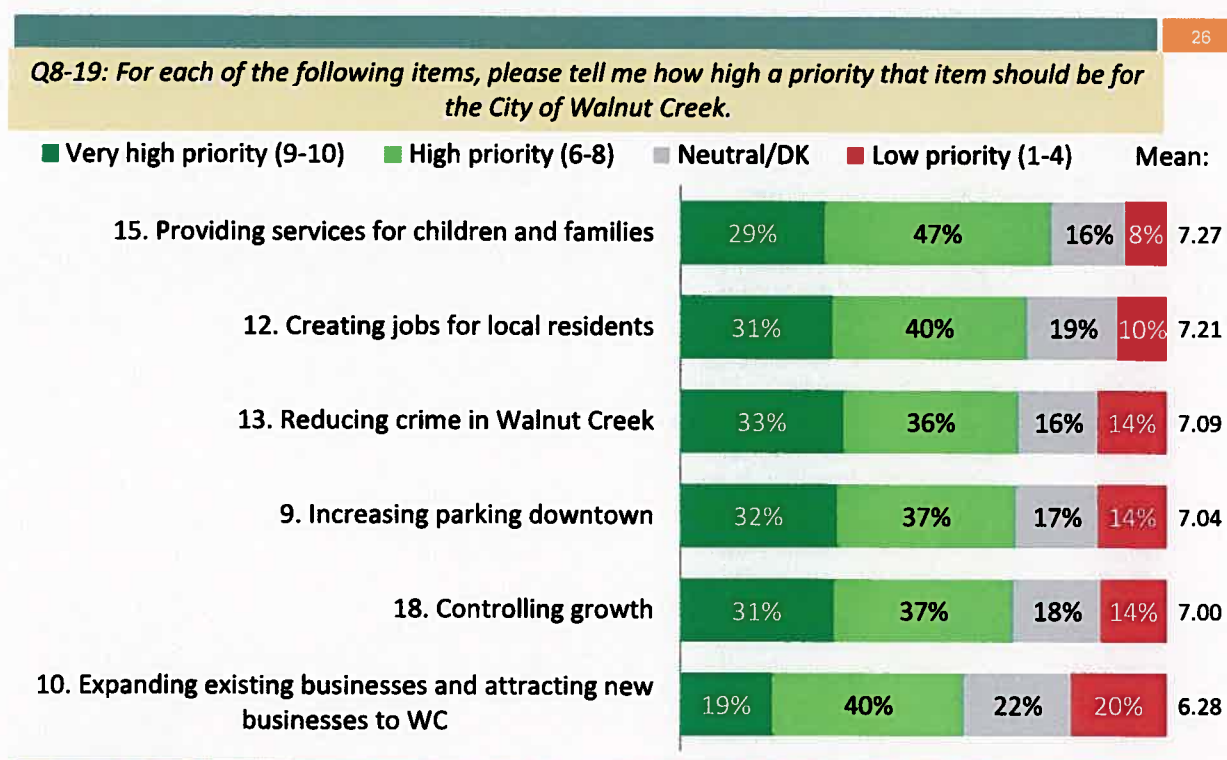 26
Q8-19: For each of the following items, please tell me how high a priority that item should be for
the City of Walnut Creek.
Very high priority (9-10) High priority (6-8) Neutral/DK Low priority (1-4) Mean:
15. Providing services for children and families 29% 47% 16% 8% 7.27
12. Creating jobs for local residents 31% 40% 19% 10% 7.21
13. Reducing crime in Walnut Creek 33% 36% 16% 14% 7.09
9. Increasing parking downtown 32% 37% 17% 14% 7.04
18. Controlling growth 31% 37% 18% 14% 7.00
10. Expanding existing businesses and attracting new
businesses to WC 19% 40% 22% 20% 6.28